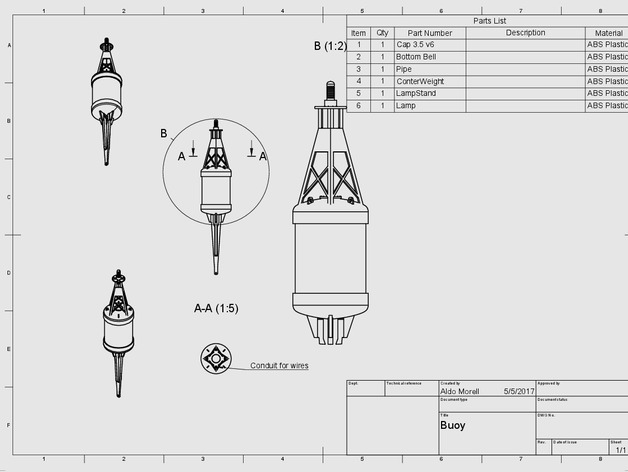 1 2 3 4 5 6 7 8
Parts List
Item Qty Part Number Description Material
1 1 Cap 3.5 v6 ABS Plastic
2 1 Bottom Bell ABS Plastic
3 1 Pipe ABS Plastic
4 1 ConterWeight ABS Plastic
5 1 LampStand ABS Plastic
6 1 Lamp ABS Plastic
A
B
C
D
E
F
B (1:2)
B
A A
A-A (1:5)
Conduit for wires
Dept. Technical reference Created by Approved by
Aldo Morell 5/5/2017
Document type Document status
Title DWG No.
Buoy
Rev. Date of issue Sheet
1/1
1 2 3 4 5 6 7 8